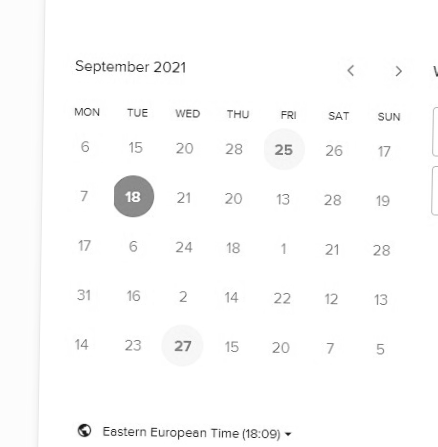 September 2021
MON TUE WED THU FRI SAT SUN
6 15 20 28 25 26 17
7 18 21 20 13 28 19
17 6 24 18 1 21 28
31 16 2 14 22 12 13
14 23 27 15 20 7 5
Eastern European Time (18:09)